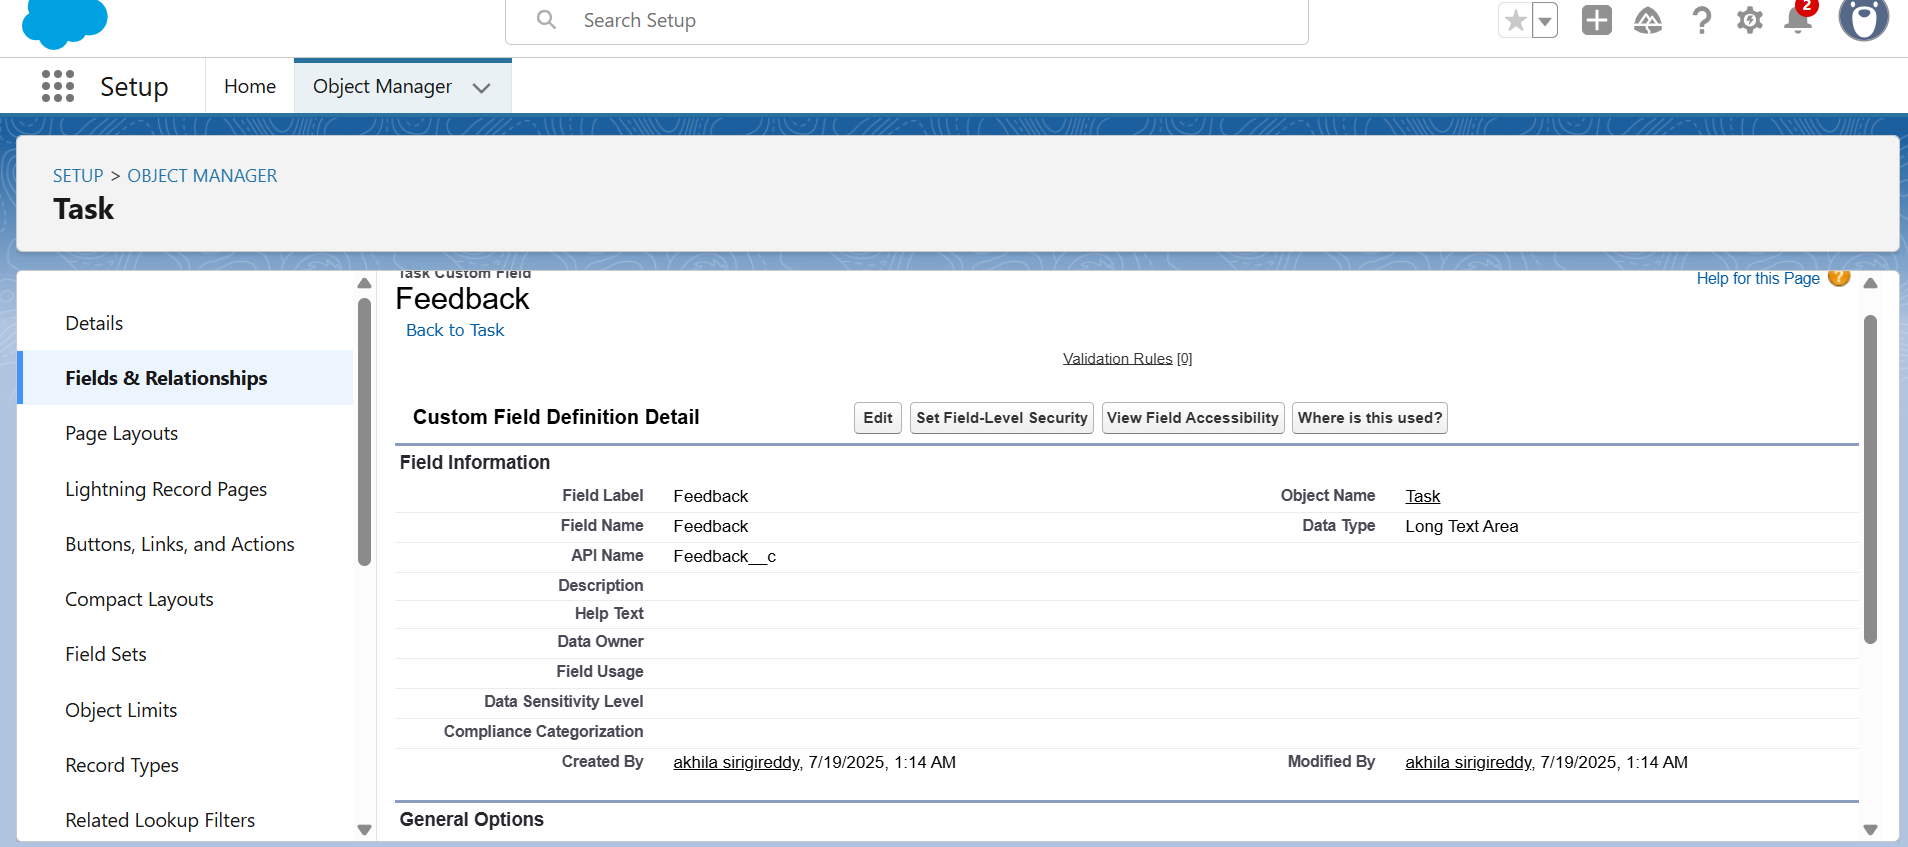 Search Setup
2
Setup
Home
Object Manager
SETUP > OBJECT MANAGER
Task
Details
Fields & Relationships
Page Layouts
Lightning Record Pages
Buttons, Links, and Actions
Compact Layouts
Field Sets
Object Limits
Record Types
Related Lookup Filters
Task Custom Field
Feedback
Back to Task
Help for this Page
Validation Rules [0]
Custom Field Definition Detail
Edit
Set Field-Level Security
View Field Accessibility
Where is this used?
Field Information
Field Label Feedback Object Name Task
Field Name Feedback Data Type Long Text Area
API Name Feedback__c
Description
Help Text
Data Owner
Field Usage
Data Sensitivity Level
Compliance Categorization
Created By akhila sirigireddy, 7/19/2025, 1:14 AM Modified By akhila sirigireddy, 7/19/2025, 1:14 AM
General Options